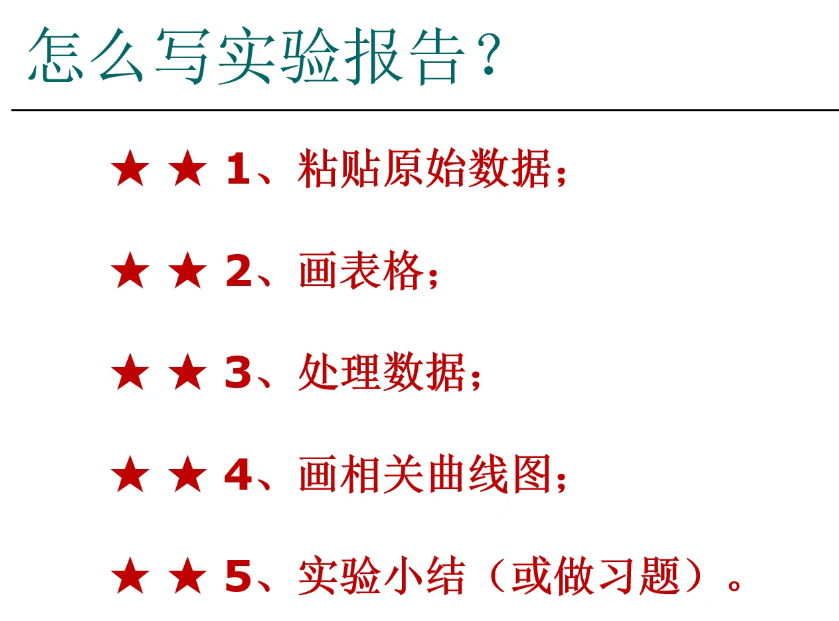 怎么写实验报告？
★ ★ 1、粘贴原始数据；
★ ★ 2、画表格；
★ ★ 3、处理数据；
★ ★ 4、画相关曲线图；
★ ★ 5、实验小结（或做习题）。